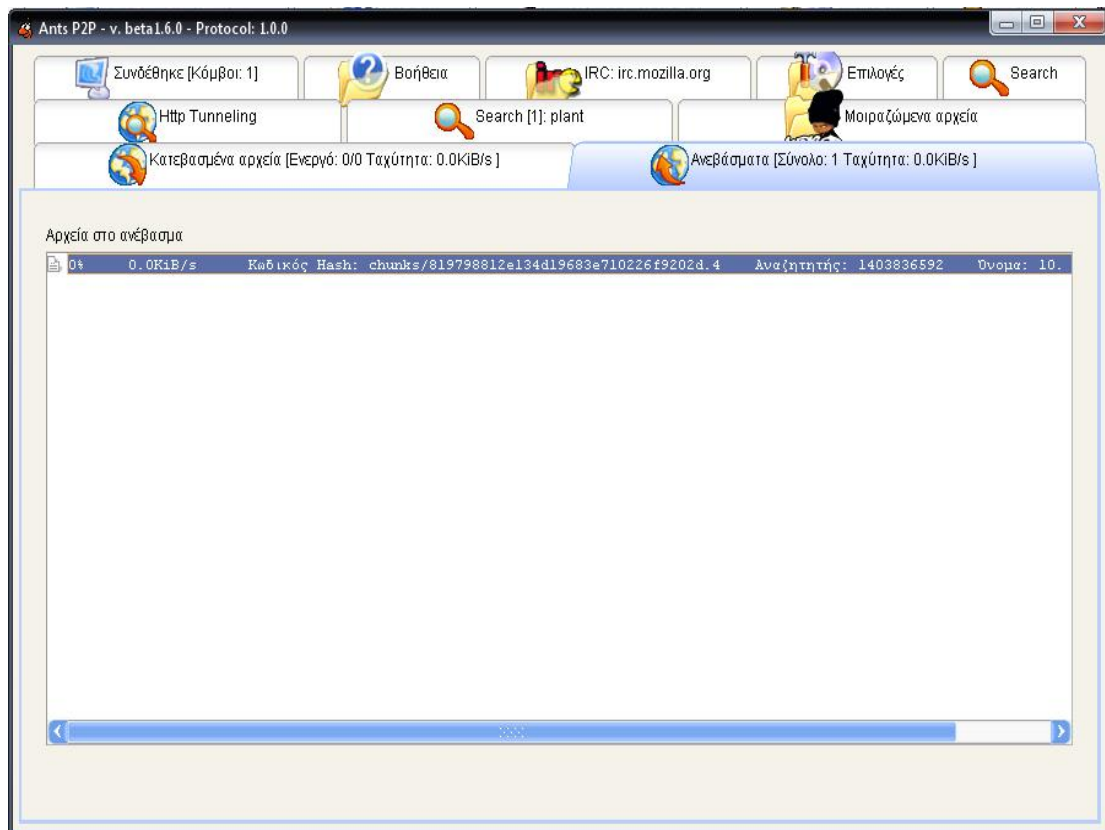 Ants P2P - v. beta1.6.0 - Protocol: 1.0.0
Συνδέθηκε [Κόμβοι: 1]
Βοήθεια
IRC: irc.mozilla.org
Επιλογές
Search
Http Tunneling
Search [1]: plant
Μοιραζώμενα αρχεία
Κατεβασμένα αρχεία [Ενεργό: 0/0 Ταχύτητα: 0.0KiB/s ]
Ανεβάσματα [Σύνολο: 1 Ταχύτητα: 0.0KiB/s ]
Αρχεία στο ανέβασμα
0% 0.0KiB/s Κωδικός Hash: chunks/819798812e134d19683e710226f9202d.4 Αναζητητής: 1403836592 Όνομα: 10.